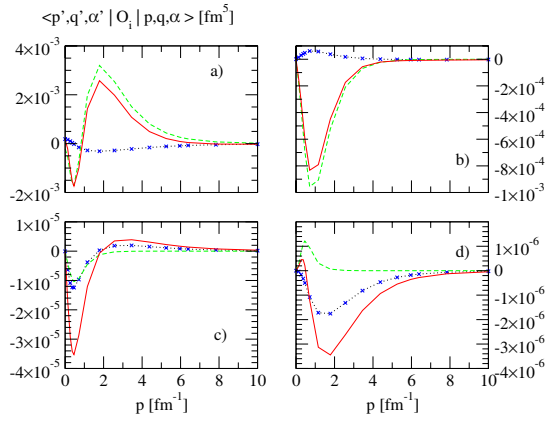 <p',q',α' | O_i | p,q,α > [fm^5]
4×10^-3
2×10^-3
0
-2×10^-3
a)
0
-2×10^-4
-4×10^-4
-6×10^-4
-8×10^-4
-1×10^-3
b)
1×10^-5
0
-1×10^-5
-2×10^-5
-3×10^-5
-4×10^-5
c)
1×10^-6
0
-1×10^-6
-2×10^-6
-3×10^-6
-4×10^-6
d)
0 2 4 6 8 10
0 2 4 6 8 10
p [fm^-1]
p [fm^-1]